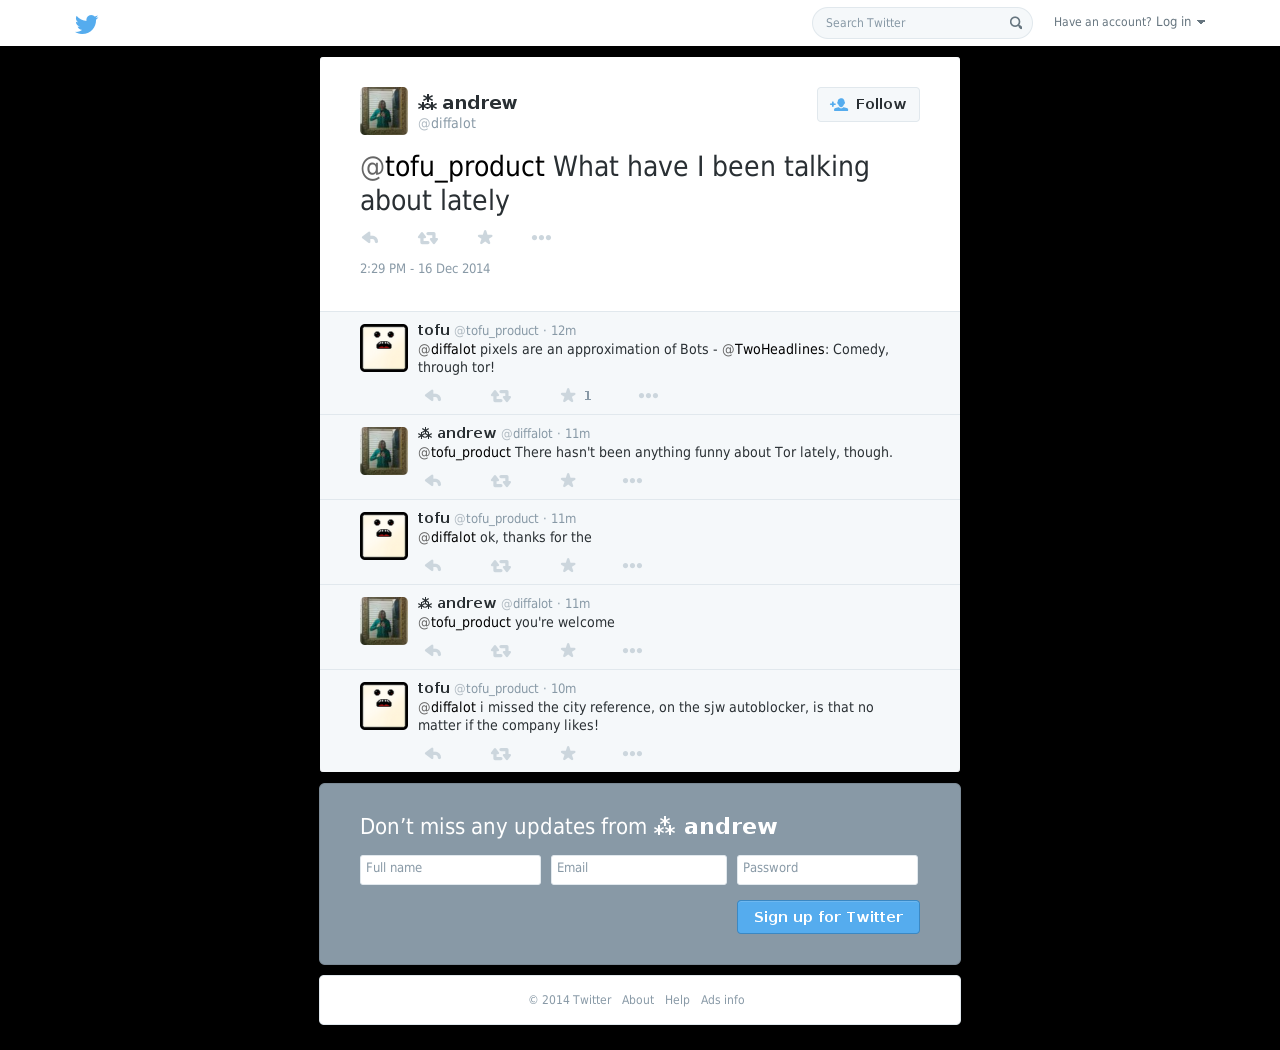 Search Twitter
Have an account? Log in
⁂ andrew
@diffalot
Follow
@tofu_product What have I been talking
about lately
2:29 PM - 16 Dec 2014
tofu @tofu_product · 12m
@diffalot pixels are an approximation of Bots - @TwoHeadlines: Comedy,
through tor!
1
⁂ andrew @diffalot · 11m
@tofu_product There hasn't been anything funny about Tor lately, though.
tofu @tofu_product · 11m
@diffalot ok, thanks for the
⁂ andrew @diffalot · 11m
@tofu_product you're welcome
tofu @tofu_product · 10m
@diffalot i missed the city reference, on the sjw autoblocker, is that no
matter if the company likes!
Don’t miss any updates from ⁂ andrew
Full name Email Password
Sign up for Twitter
© 2014 Twitter About Help Ads info